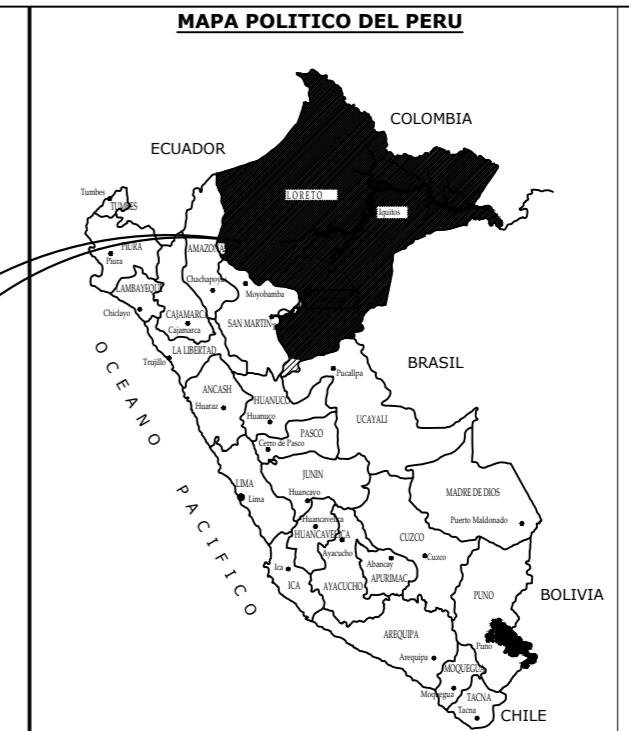 MAPA POLITICO DEL PERU
COLOMBIA
ECUADOR
Tumbes
TUMBES
LORETO
Iquitos
PIURA
Piura
AMAZONA
Chachapoyas
Moyobamba
LAMBAYEQUE
Chiclayo
CAJAMARCA
Cajamarca
SAN MARTIN
LA LIBERTAD
Trujillo
BRASIL
Pucallpa
ANCASH
Huaraz
HUANUCO
Huanuco
UCAYALI
PASCO
Cerro de Pasco
OCEANO PACIFICO
LIMA
Lima
JUNIN
Huancayo
MADRE DE DIOS
Puerto Maldonado
Huancavelica
HUANCAVELICA
Ayacucho
CUZCO
Cuzco
Abancay
APURIMAC
Ica
ICA
AYACUCHO
PUNO
BOLIVIA
AREQUIPA
Puno
Arequipa
MOQUEGUA
Moquegua
TACNA
Tacna
CHILE